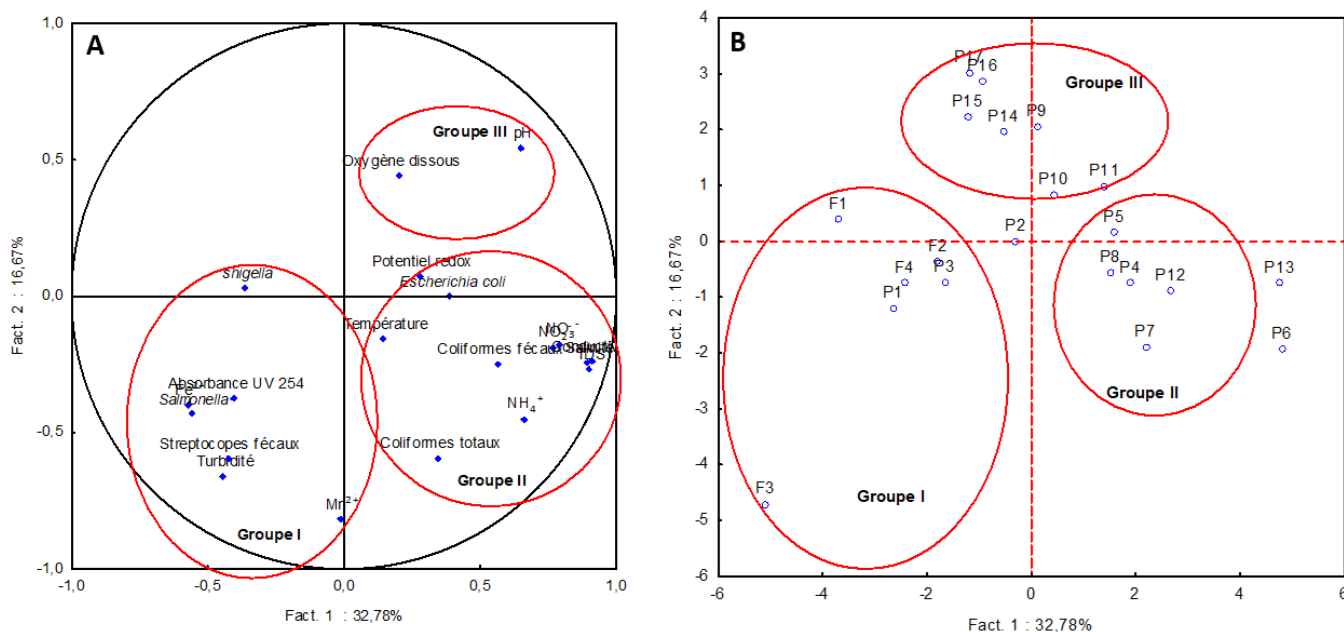 A
1,0
0,5
0,0
-0,5
-1,0
Fact. 2 : 16,67%
Groupe III
pH
Oxygène dissous
Potentiel redox
Shigella
Escherichia coli
Température
Coliformes fécaux
Absorbance UV 254
Salmonella
NH₄⁺
Streptocopes fécaux
Coliformes totaux
Turbidité
Groupe II
Mn²⁺
Groupe I
-1,0 -0,5 0,0 0,5 1,0
Fact. 1 : 32,78%
B
4
3
2
1
0
-1
-2
-3
-4
-5
-6
Fact. 2 : 16,67%
P17
P16
Groupe III
P15
P14
P9
P11
P10
F1
P2
P5
F2
P8
F4
P3
P4
P12
P13
P1
P7
P6
Groupe II
F3
Groupe I
-6 -4 -2 0 2 4 6
Fact. 1 : 32,78%